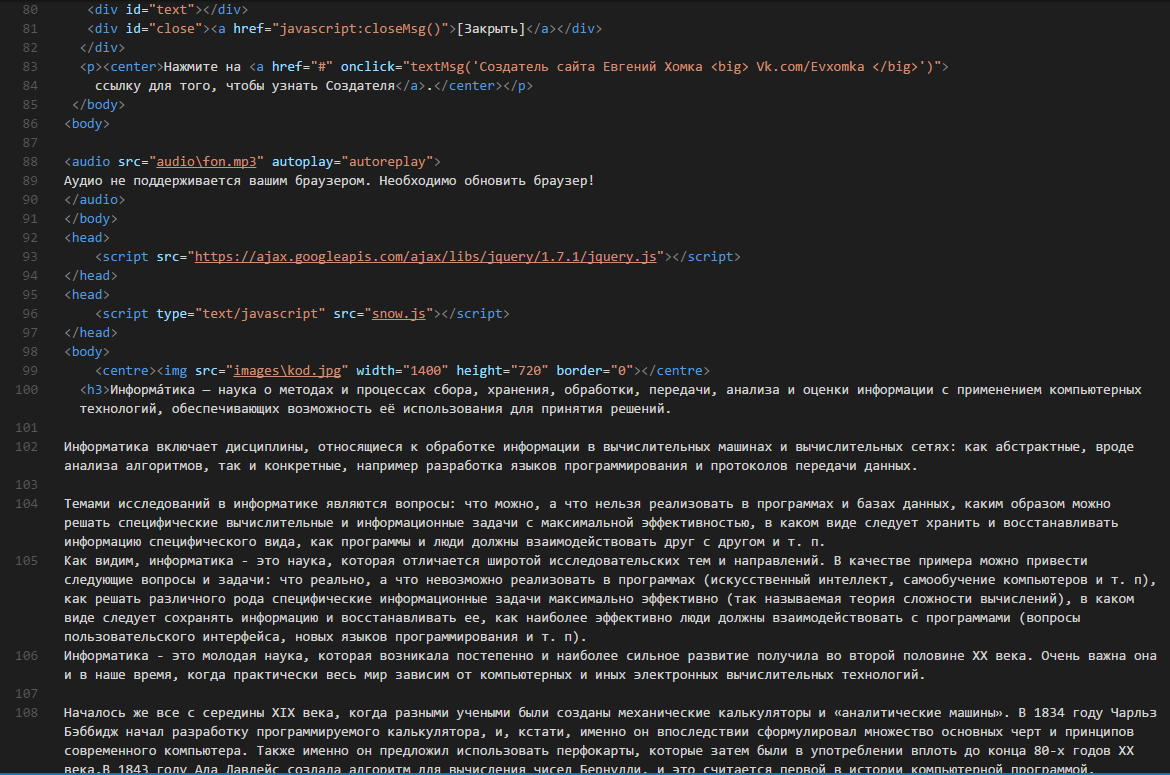 80 <div id="text"></div>
81 <div id="close"><a href="javascript:closeMsg()">[Закрыть]</a></div>
82 </div>
83 <p><center>Нажмите на <a href="#" onclick="textMsg('Создатель сайта Евгений Хомка <big> Vk.com/Evxomka </big>')">
84 ссылку для того, чтобы узнать Создателя</a>.</center></p>
85 </body>
86 <body>
87
88 <audio src="audio\fon.mp3" autoplay="autoreplay">
89 Аудио не поддерживается вашим браузером. Необходимо обновить браузер!
90 </audio>
91 </body>
92 <head>
93 <script src="https://ajax.googleapis.com/ajax/libs/jquery/1.7.1/jquery.js"></script>
94 </head>
95 <head>
96 <script type="text/javascript" src="snow.js"></script>
97 </head>
98 <body>
99 <centre><img src="images\kod.jpg" width="1400" height="720" border="0"></centre>
100 <h3>Информа́тика — наука о методах и процессах сбора, хранения, обработки, передачи, анализа и оценки информации с применением компьютерных
технологий, обеспечивающих возможность её использования для принятия решений.
101
102 Информатика включает дисциплины, относящиеся к обработке информации в вычислительных машинах и вычислительных сетях: как абстрактные, вроде
анализа алгоритмов, так и конкретные, например разработка языков программирования и протоколов передачи данных.
103
104 Темами исследований в информатике являются вопросы: что можно, а что нельзя реализовать в программах и базах данных, каким образом можно
решать специфические вычислительные и информационные задачи с максимальной эффективностью, в каком виде следует хранить и восстанавливать
информацию специфического вида, как программы и люди должны взаимодействовать друг с другом и т. п.
105 Как видим, информатика - это наука, которая отличается широтой исследовательских тем и направлений. В качестве примера можно привести
следующие вопросы и задачи: что реально, а что невозможно реализовать в программах (искусственный интеллект, самообучение компьютеров и т. п),
как решать различного рода специфические информационные задачи максимально эффективно (так называемая теория сложности вычислений), в каком
виде следует сохранять информацию и восстанавливать ее, как наиболее эффективно люди должны взаимодействовать с программами (вопросы
пользовательского интерфейса, новых языков программирования и т. п).
106 Информатика - это молодая наука, которая возникала постепенно и наиболее сильное развитие получила во второй половине XX века. Очень важна она
и в наше время, когда практически весь мир зависим от компьютерных и иных электронных вычислительных технологий.
107
108 Началось же все с середины XIX века, когда разными учеными были созданы механические калькуляторы и «аналитические машины». В 1834 году Чарльз
Бэббидж начал разработку программируемого калькулятора, и, кстати, именно он впоследствии сформулировал множество основных черт и принципов
современного компьютера. Также именно он предложил использовать перфокарты, которые затем были в употреблении вплоть до конца 80-х годов XX
века.В 1843 году Ада Лавлейс создала алгоритм для вычисления чисел Бернулли, и это считается первой в истории компьютерной программой.